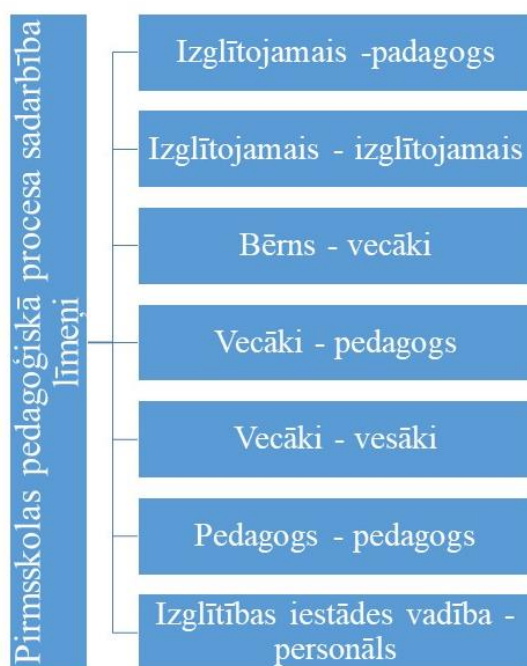 Pirmsskolas pedagoģiskā procesa sadarbība
līmeņi
Izglītojamais -padagogs
Izglītojamais - izglītojamais
Bērns - vecāki
Vecāki - pedagogs
Vecāki - vesāki
Pedagogs - pedagogs
Izglītības iestādes vadība -
personāls